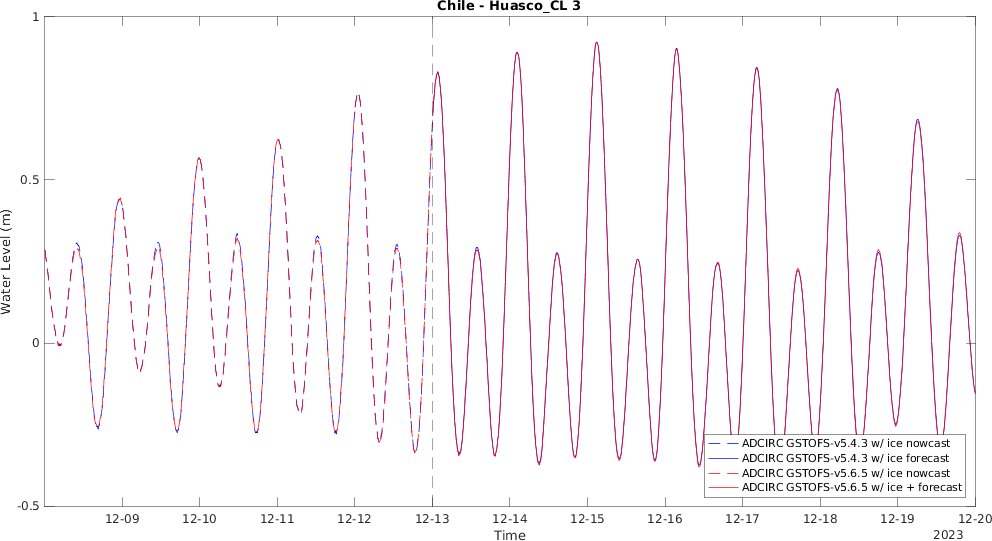 Chile - Huasco_CL 3
1
0.5
0
-0.5
Water Level (m)
ADCIRC GSTOFS-v5.4.3 w/ ice nowcast
ADCIRC GSTOFS-v5.4.3 w/ ice forecast
ADCIRC GSTOFS-v5.6.5 w/ ice nowcast
ADCIRC GSTOFS-v5.6.5 w/ ice + forecast
12-09 12-10 12-11 12-12 12-13 12-14 12-15 12-16 12-17 12-18 12-19 12-20
Time
2023